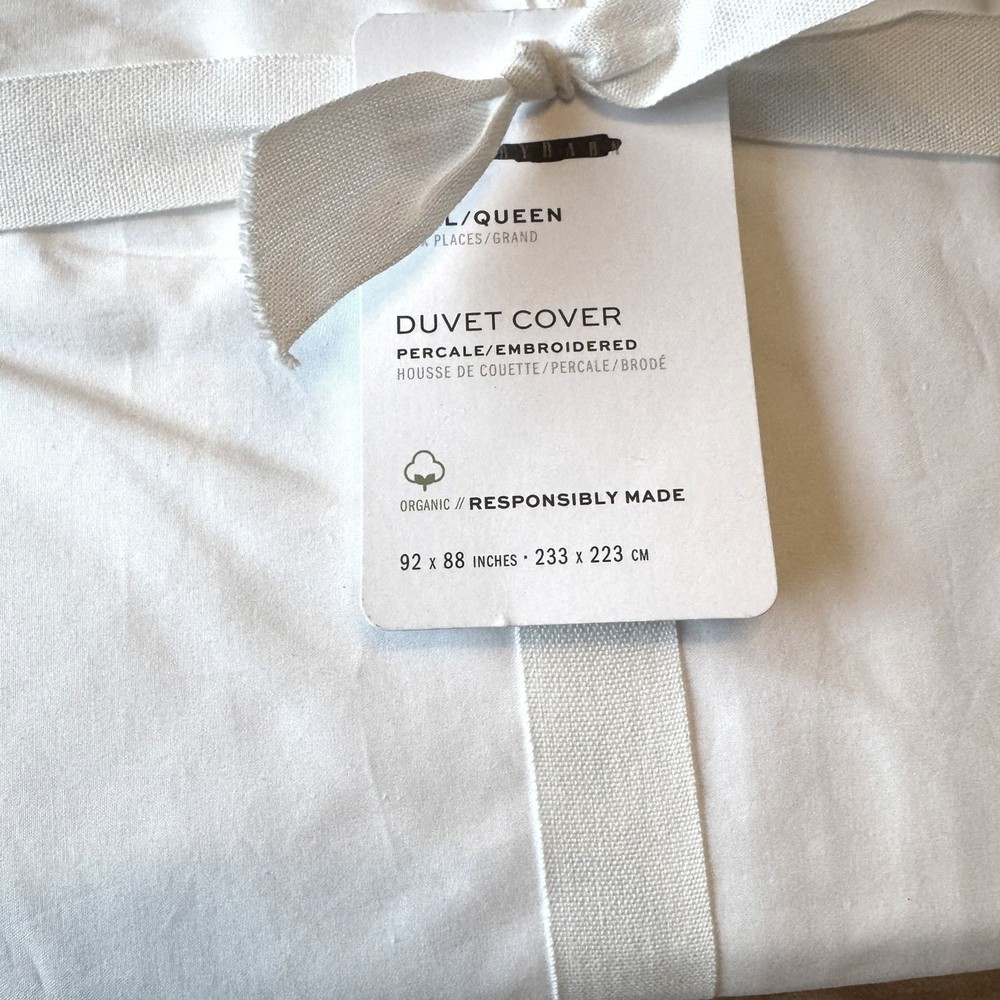 L/QUEEN
PLACES/GRAND
DUVET COVER
PERCALE/EMBROIDERED
HOUSSE DE COUETTE/PERCALE/BRODÉ
ORGANIC // RESPONSIBLY MADE
92 X 88 INCHES · 233 X 223 CM